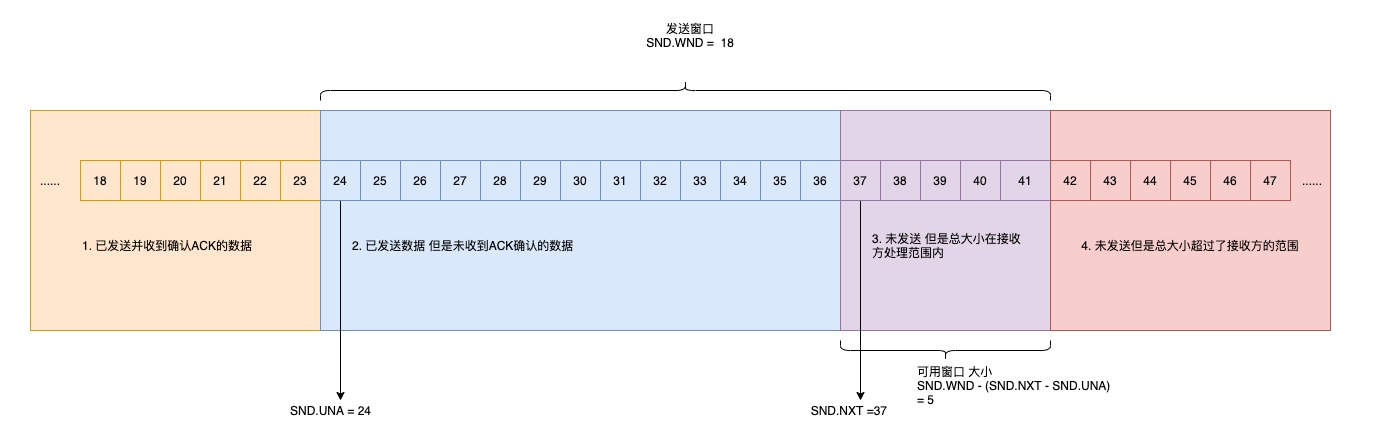 发送窗口
SND.WND = 18
...... 18 19 20 21 22 23 24 25 26 27 28 29 30 31 32 33 34 35 36 37 38 39 40 41 42 43 44 45 46 47 ......
1. 已发送并收到确认ACK的数据
2. 已发送数据 但是未收到ACK确认的数据
3. 未发送 但是总大小在接收
方处理范围内
4. 未发送但是总大小超过了接收方的范围
可用窗口 大小
SND.WND - (SND.NXT - SND.UNA)
= 5
SND.UNA = 24
SND.NXT =37